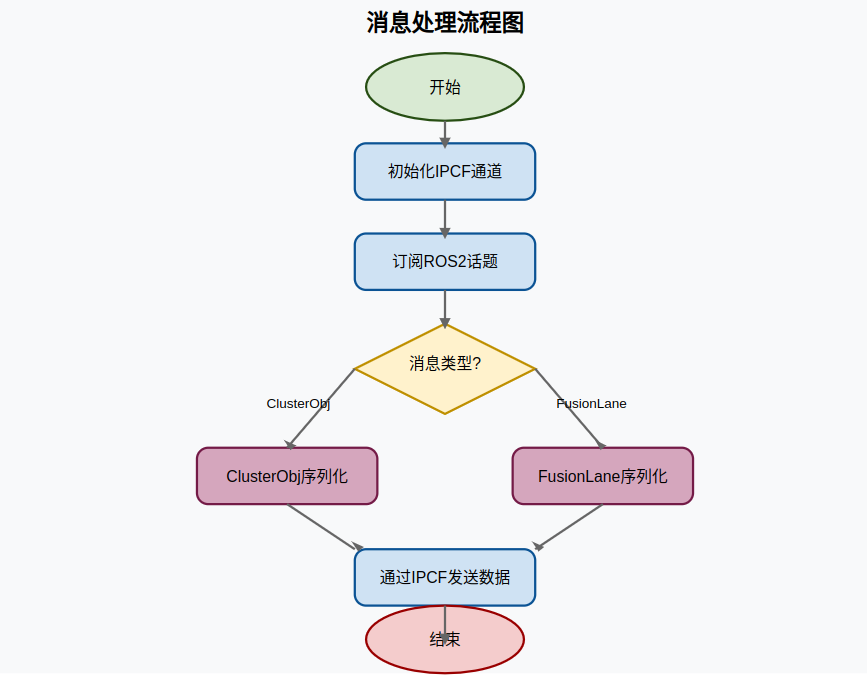 消息处理流程图
开始
初始化IPCF通道
订阅ROS2话题
消息类型?
ClusterObj
FusionLane
ClusterObj序列化
FusionLane序列化
通过IPCF发送数据
结束